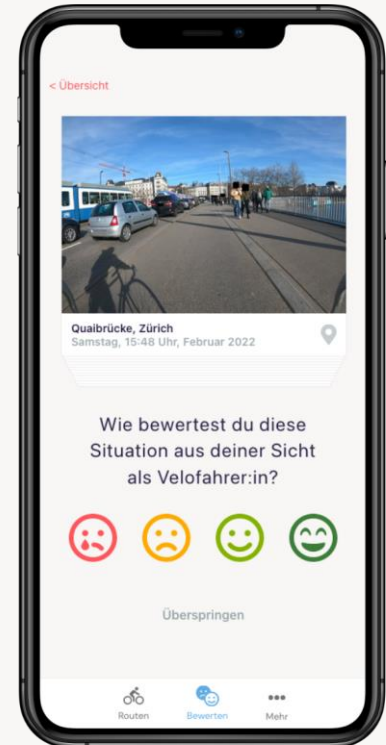 < Übersicht
Quaibrücke, Zürich
Samstag, 15:48 Uhr, Februar 2022
Wie bewertest du diese
Situation aus deiner Sicht
als Velofahrer:in?
Überspringen
Routen
Bewerten
Mehr